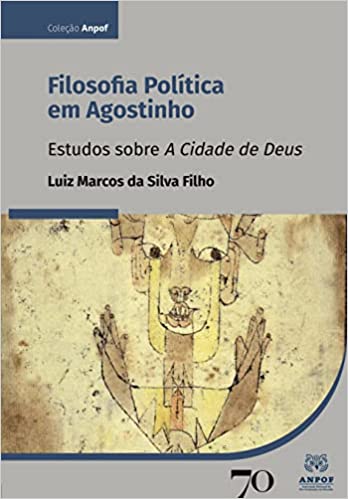 Coleção Anpof
Filosofia Política
em Agostinho
Estudos sobre A Cidade de Deus
Luiz Marcos da Silva Filho
70
ANPOF